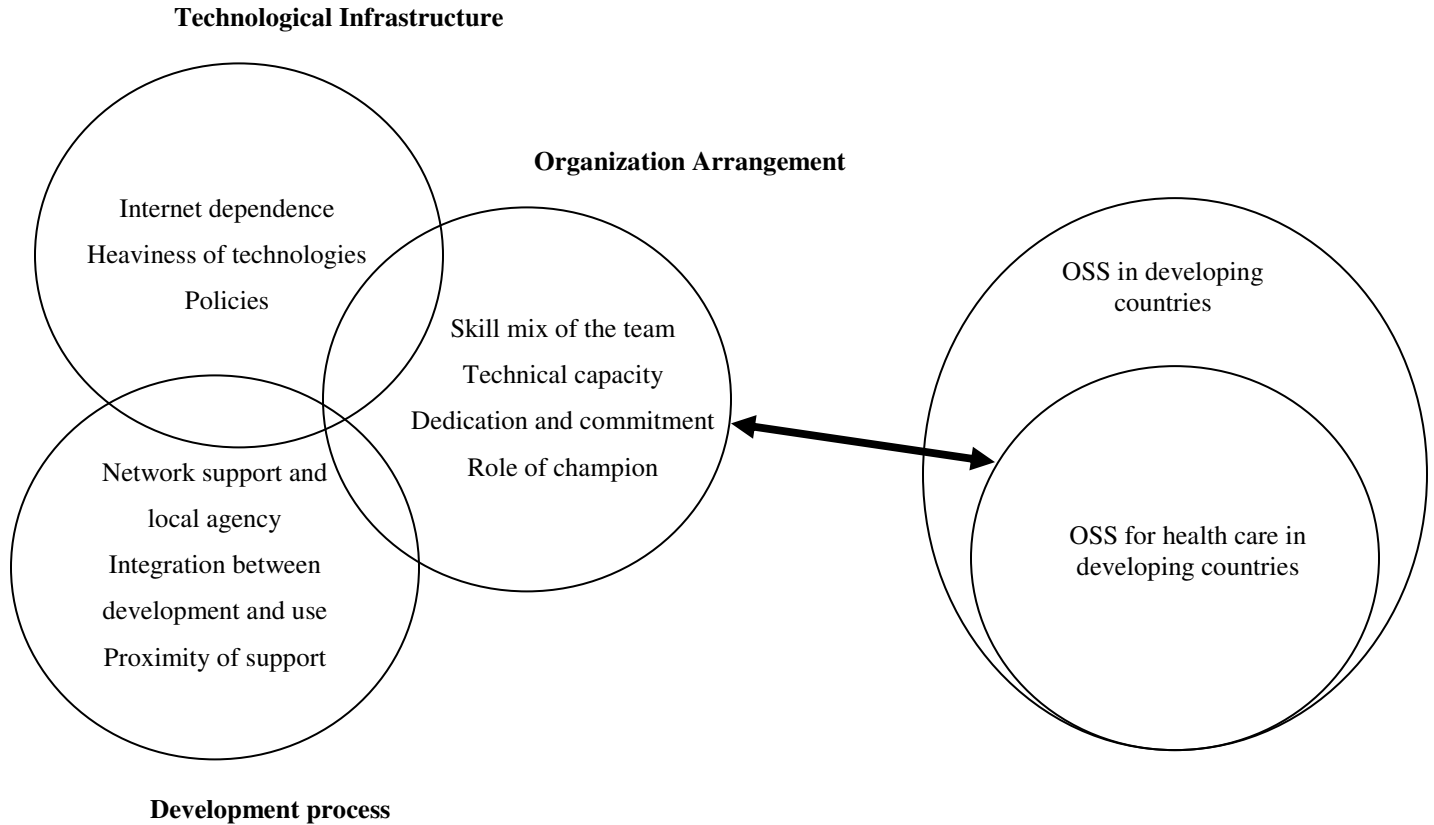 Technological Infrastructure
Internet dependence
Heaviness of technologies
Policies
Organization Arrangement
Skill mix of the team
Technical capacity
Dedication and commitment
Role of champion
Network support and
local agency
Integration between
development and use
Proximity of support
Development process
OSS in developing
countries
OSS for health care in
developing countries